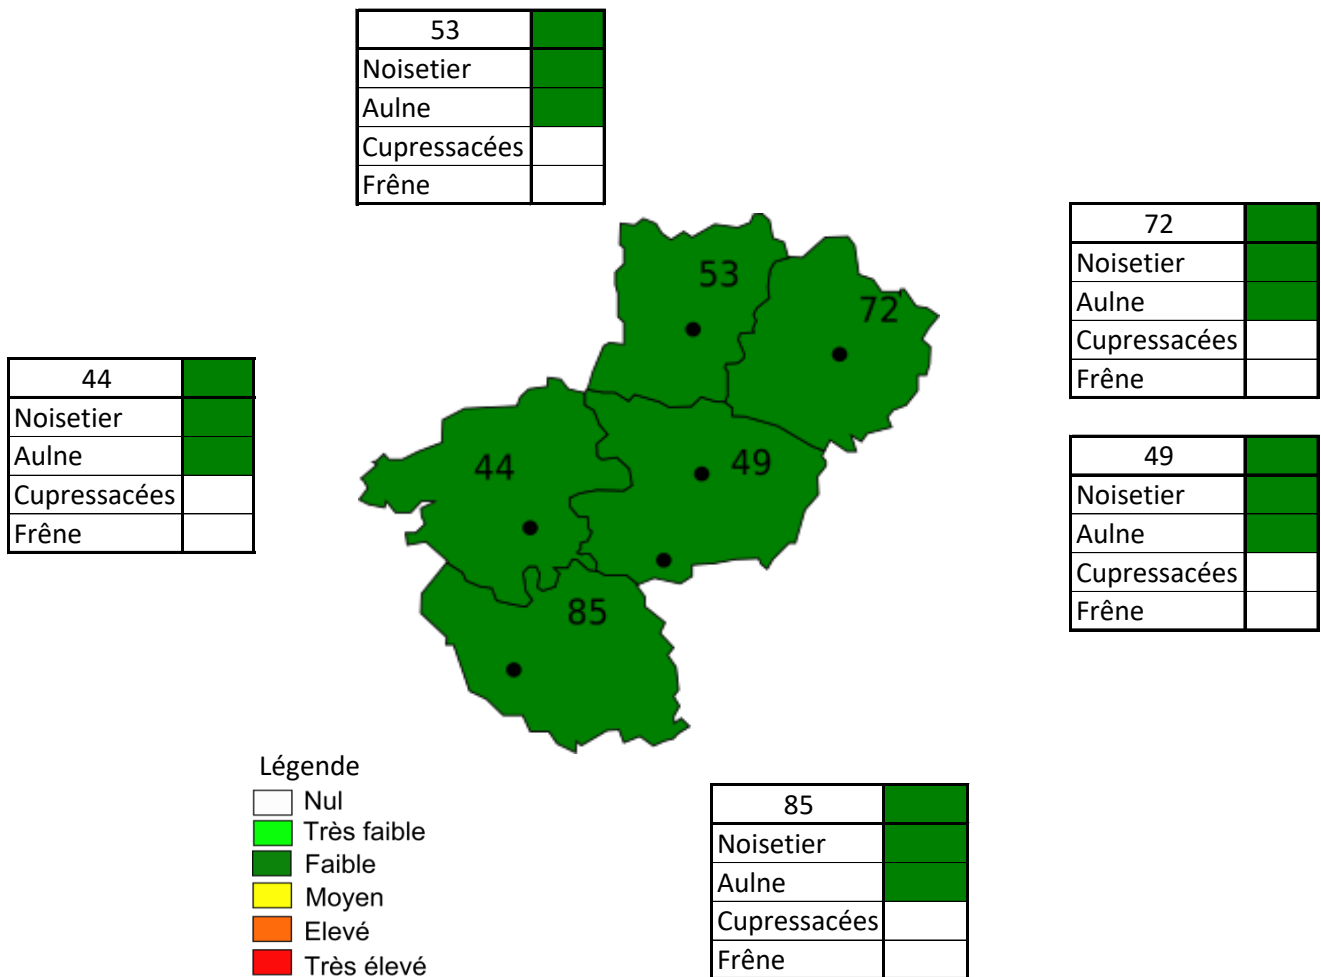 53
Noisetier
Aulne
Cupressacées
Frêne
53
72
44
49
85
72
Noisetier
Aulne
Cupressacées
Frêne
44
Noisetier
Aulne
Cupressacées
Frêne
49
Noisetier
Aulne
Cupressacées
Frêne
Légende
Nul
Très faible
Faible
Moyen
Elevé
Très élevé
85
Noisetier
Aulne
Cupressacées
Frêne